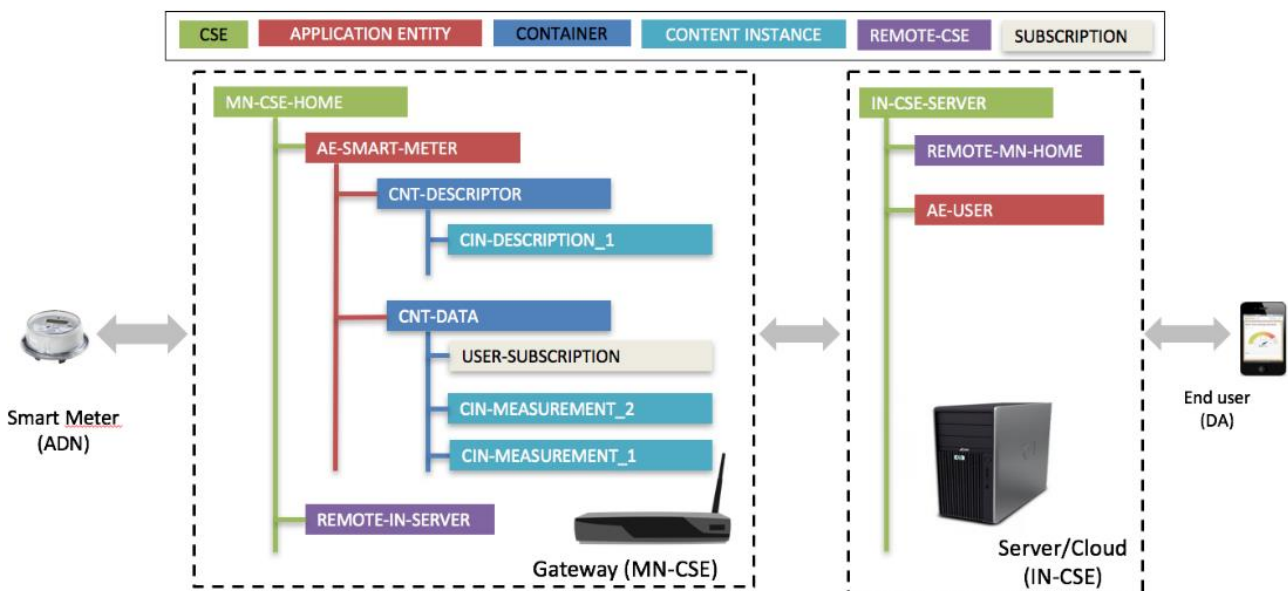 CSE
APPLICATION ENTITY
CONTAINER
CONTENT INSTANCE
REMOTE-CSE
SUBSCRIPTION
MN-CSE-HOME
AE-SMART-METER
CNT-DESCRIPTOR
CIN-DESCRIPTION_1
CNT-DATA
USER-SUBSCRIPTION
CIN-MEASUREMENT_2
CIN-MEASUREMENT_1
REMOTE-IN-SERVER
Gateway (MN-CSE)
IN-CSE-SERVER
REMOTE-MN-HOME
AE-USER
Server/Cloud
(IN-CSE)
Smart Meter
(ADN)
End user
(DA)